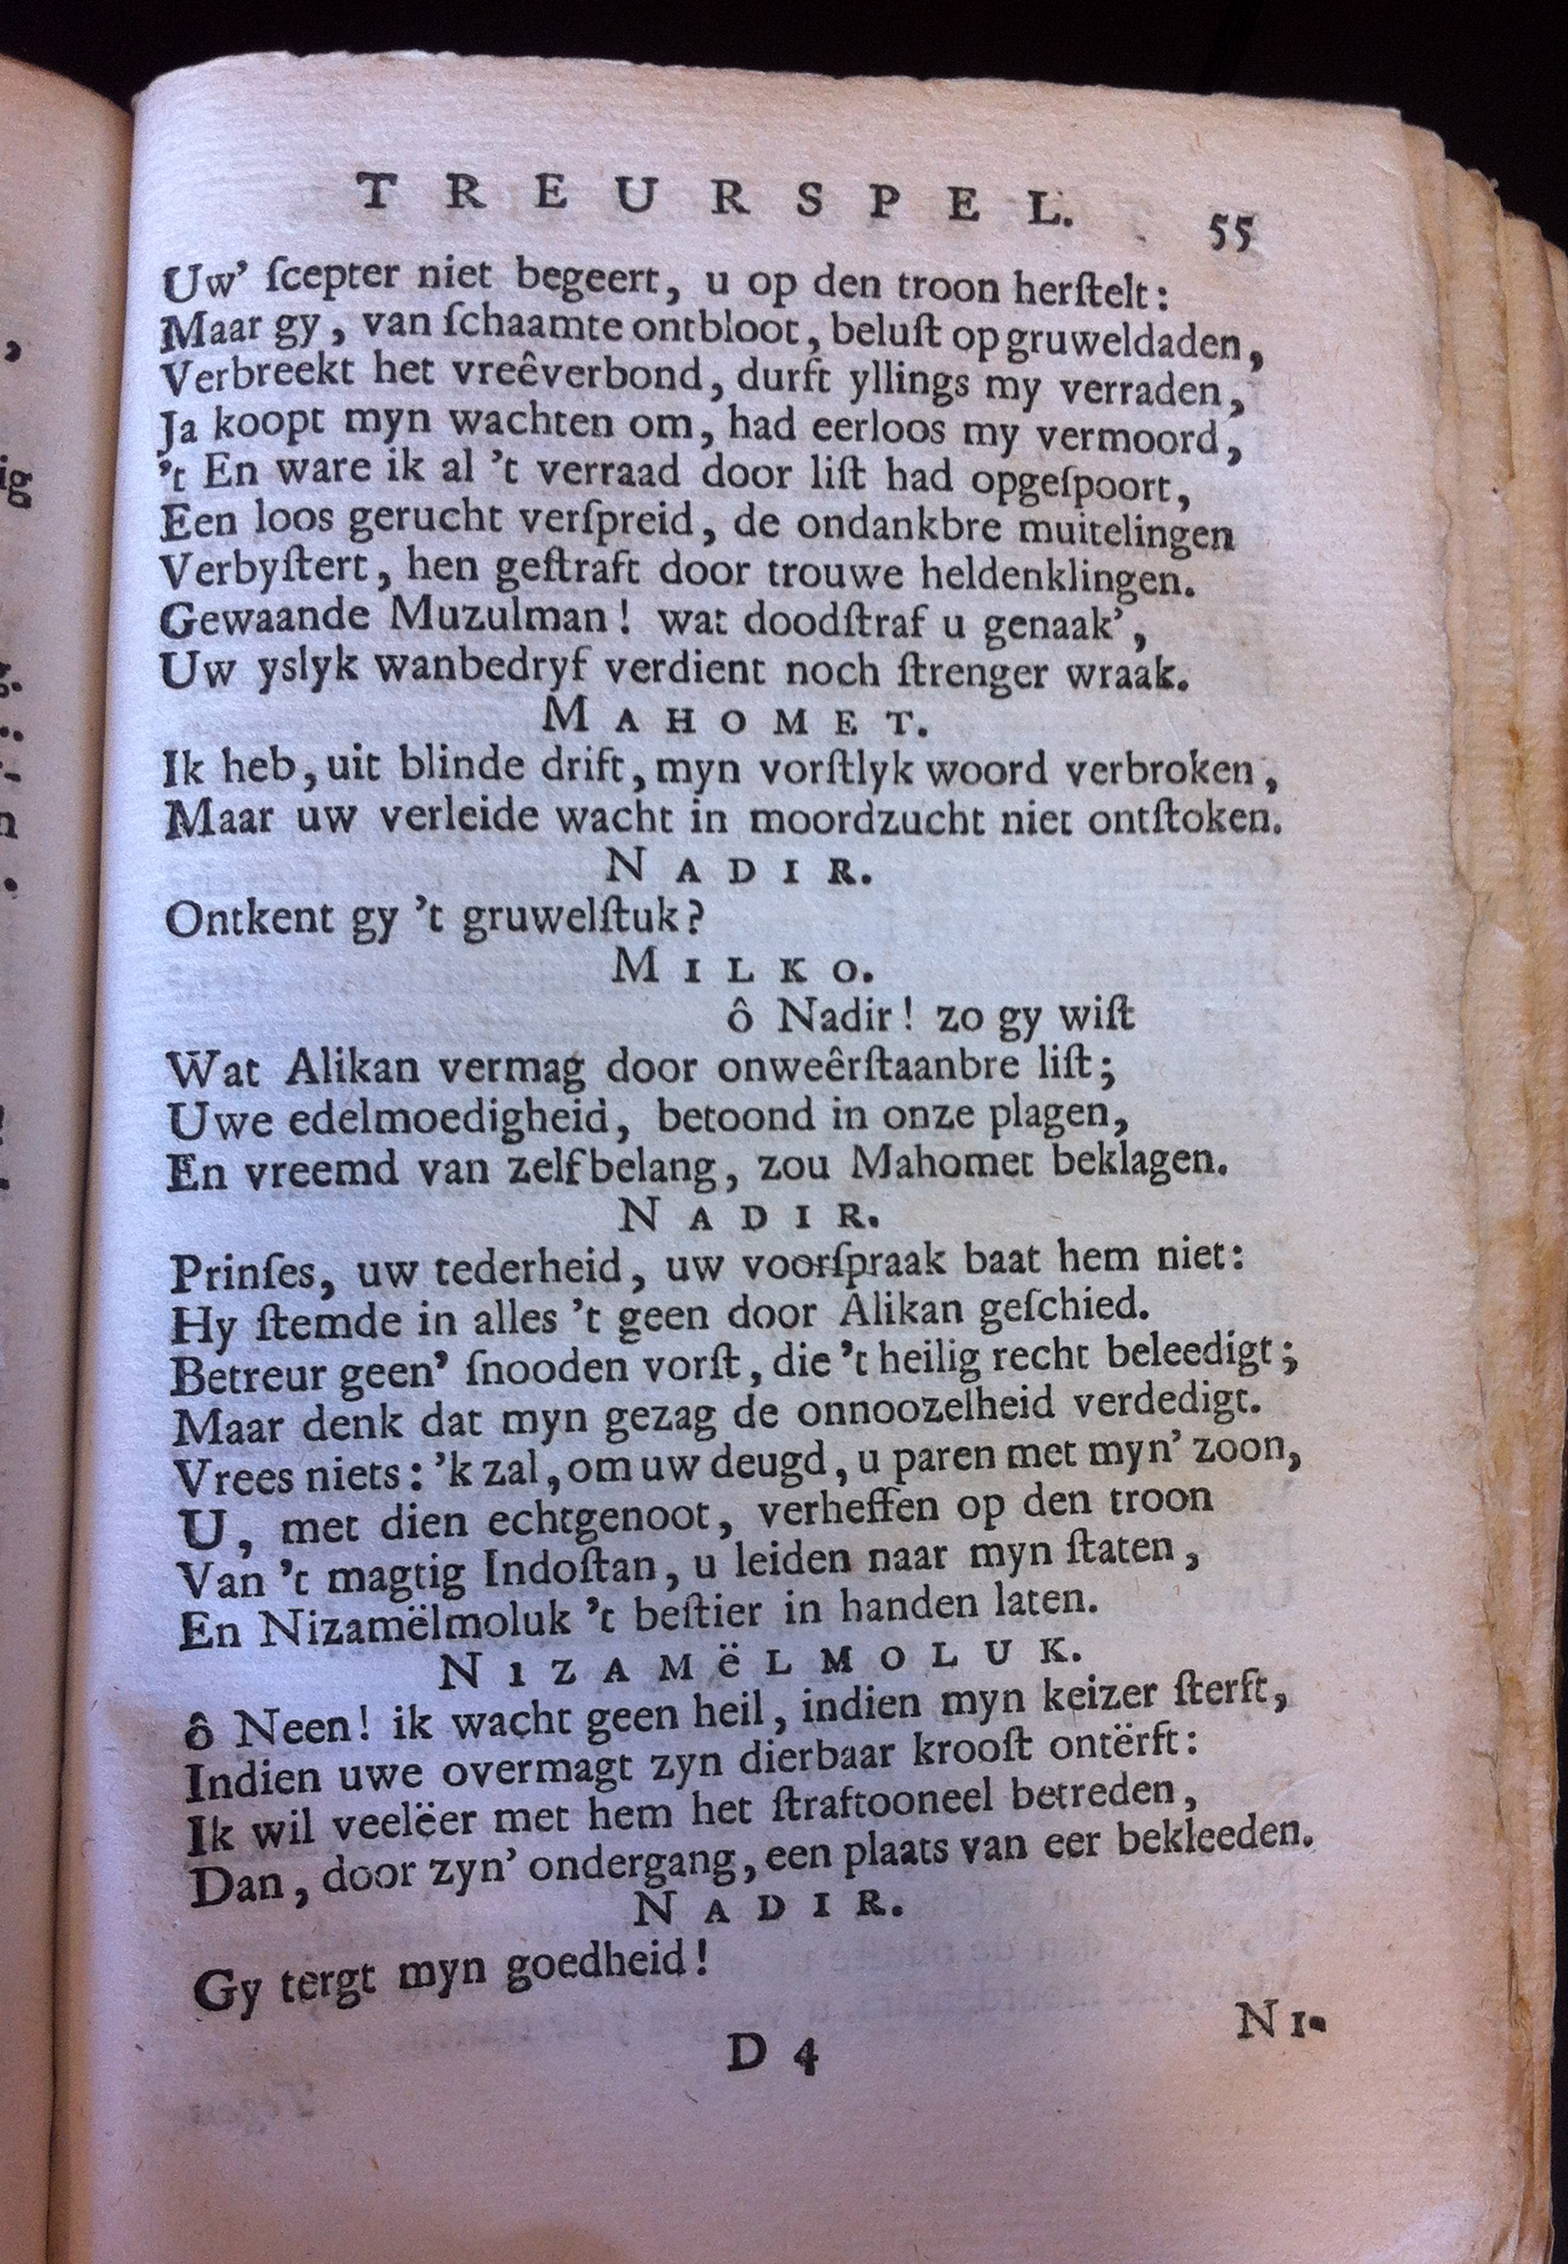 TREURSPEL. 55
Uw’ ſcepter niet begeert, u op den troon herſtelt:
Maar gy, van ſchaamte ontbloot, beluſt op gruweldaden,
Verbreekt het vreêverbond, durft yllings my verraden,
Ja koopt myn wachten om, had eerloos my vermoord,
’t En ware ik al ’t verraad door liſt had opgeſpoort,
Een loos gerucht verſpreid, de ondankbre muitelingen
Verbyſtert, hen geſtraft door trouwe heldenklingen.
Gewaande Muzulman! wat doodſtraf u genaak’,
Uw yslyk wanbedryf verdient noch ſtrenger wraak.
MAHOMET.
Ik heb, uit blinde drift, myn vorſtlyk woord verbroken,
Maar uw verleide wacht in moordzucht niet ontſtoken.
NADIR.
Ontkent gy ’t gruwelſtuk?
MILKO.
ô Nadir! zo gy wiſt
Wat Alikan vermag door onweêrſtaanbre liſt;
Uwe edelmoedigheid, betoond in onze plagen,
En vreemd van zelfbelang, zou Mahomet beklagen.
NADIR.
Prinſes, uw tederheid, uw voorſpraak baat hem niet:
Hy ſtemde in alles ’t geen door Alikan geſchied.
Betreur geen’ ſnooden vorſt, die ’t heilig recht beleedigt;
Maar denk dat myn gezag de onnoozelheid verdedigt.
Vrees niets: ’k zal, om uw deugd, u paren met myn’ zoon,
U, met dien echtgenoot, verheffen op den troon
Van ’t magtig Indoſtan, u leiden naar myn ſtaten,
En Nizamëlmoluk ’t beſtier in handen laten.
NIZAMëLMOLUK.
ô Neen! ik wacht geen heil, indien myn keizer ſterft,
Indien uwe overmagt zyn dierbaar krooſt ontërft:
Ik wil veelëer met hem het ſtraftooneel betreden,
Dan, door zyn’ ondergang, een plaats van eer bekleeden.
NADIR.
Gy tergt myn goedheid!
D 4 NI-